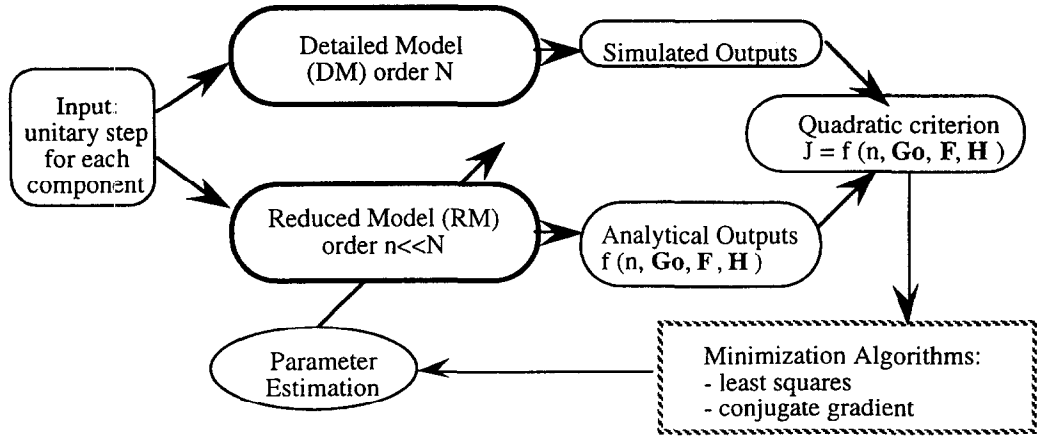 Input:
unitary step
for each
component
Detailed Model
(DM) order N
Simulated Outputs
Quadratic criterion
J = f (n, Go, F, H )
Reduced Model (RM)
order n<<N
Analytical Outputs
f (n, Go, F , H )
Parameter
Estimation
Minimization Algorithms:
- least squares
- conjugate gradient